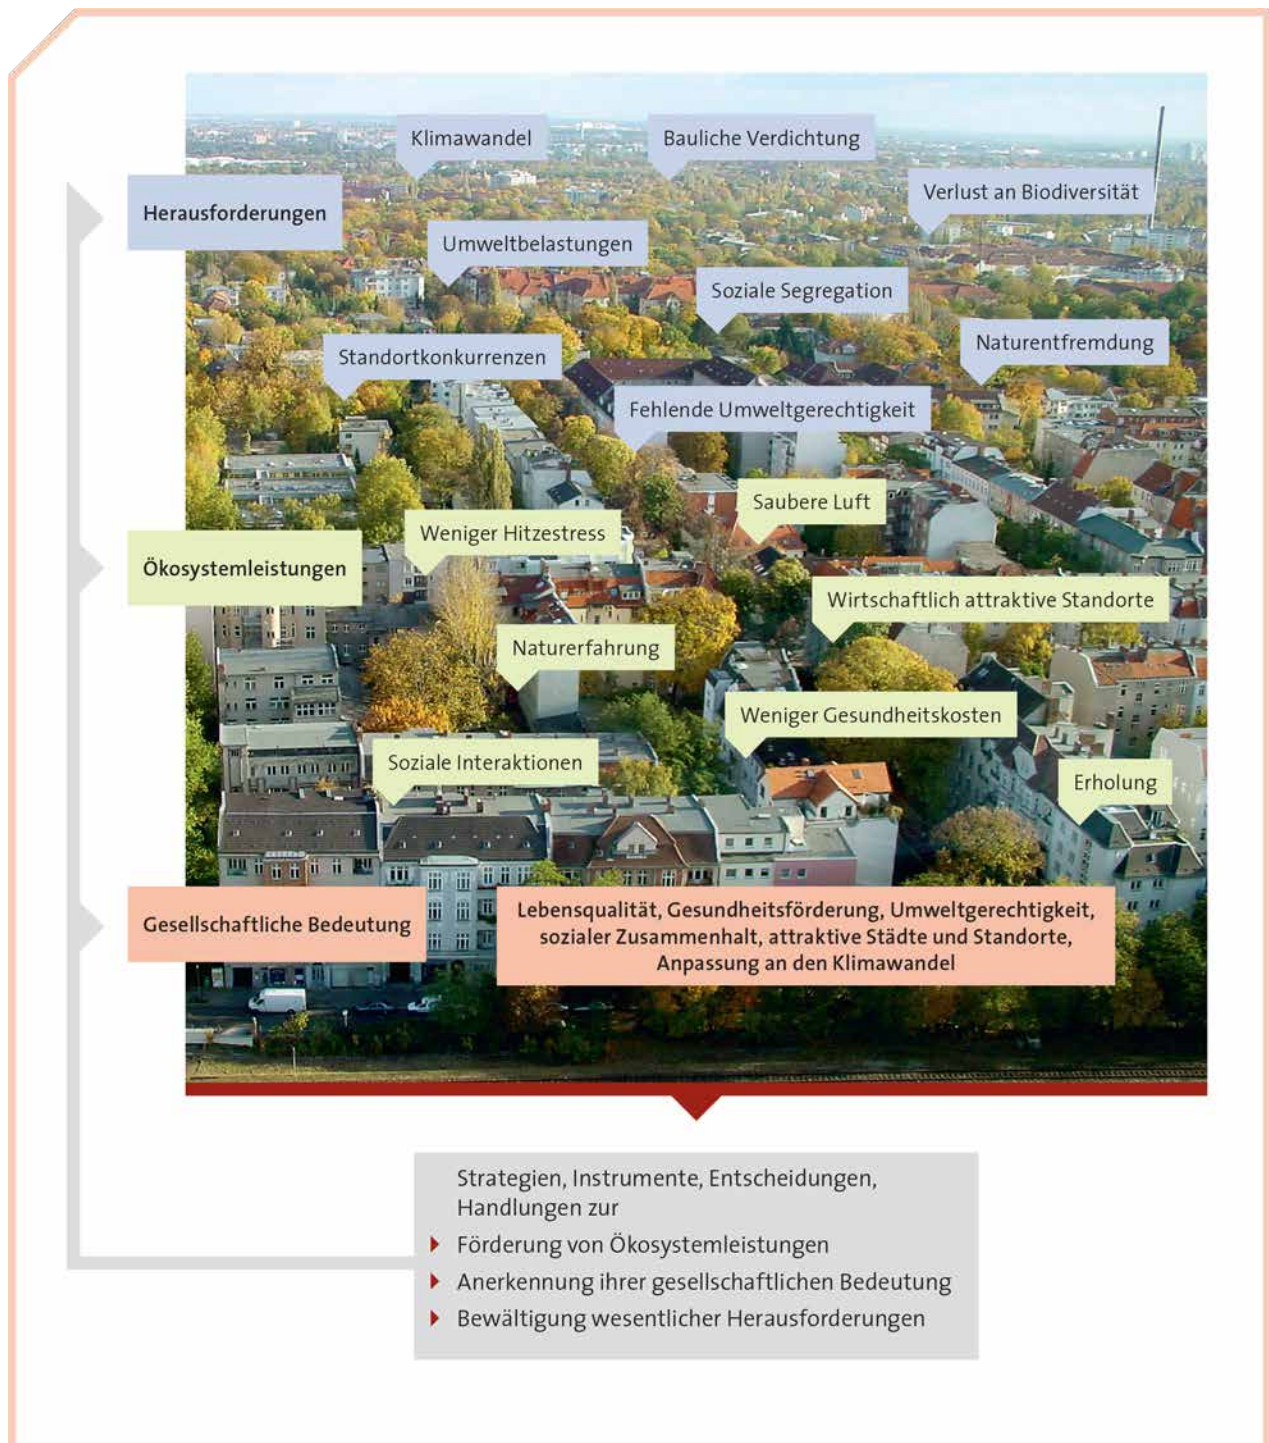 Klimawandel
Bauliche Verdichtung
Verlust an Biodiversität
Herausforderungen
Umweltbelastungen
Soziale Segregation
Naturentfremdung
Standortkonkurrenzen
Fehlende Umweltgerechtigkeit
Saubere Luft
Weniger Hitzestress
Ökosystemleistungen
Wirtschaftlich attraktive Standorte
Naturerfahrung
Weniger Gesundheitskosten
Soziale Interaktionen
Erholung
Gesellschaftliche Bedeutung
Lebensqualität, Gesundheitsförderung, Umweltgerechtigkeit,
sozialer Zusammenhalt, attraktive Städte und Standorte,
Anpassung an den Klimawandel
Strategien, Instrumente, Entscheidungen,
Handlungen zur
Förderung von Ökosystemleistungen
Anerkennung ihrer gesellschaftlichen Bedeutung
Bewältigung wesentlicher Herausforderungen